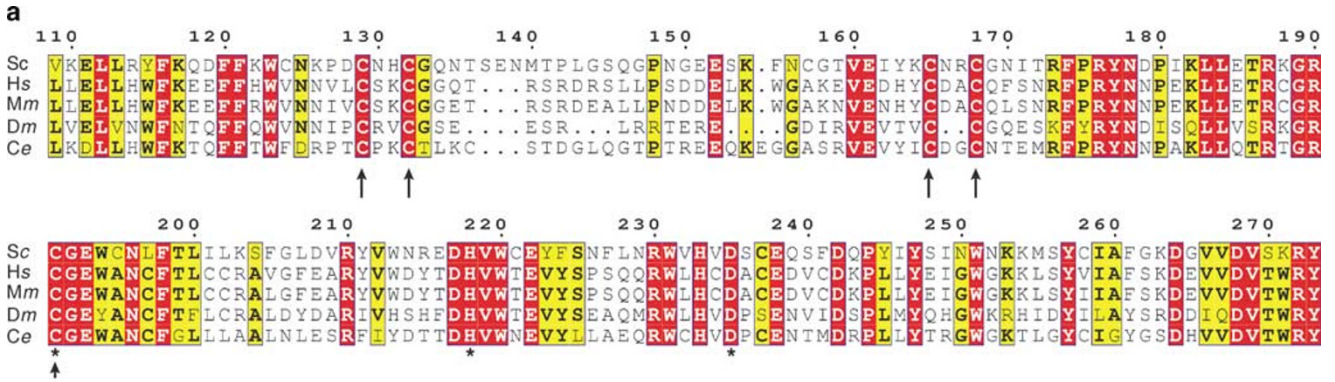 a
110 120 130 140 150 160 170 180 190
Sc VKELLRYFKQDFFKWCNKPDCNHCGQNTSENMTPLGSQGPNGEESK.FNCGTVEIYKCNRCGNITRFPRYNDPIKLLETRKGR
Hs LLELLHWFKEEFFHWVNNVLCSKCGGQT...RSRDRSLLPSDDELK.WGAKEVEDHYCDACQFSNRFPRYNNPEKLLETRCGR
Mm LLELLHWFKEEFFRWVNNIVCSKCGGET...RSRDEALLPNDDELK.WGAKNVENHYCDACQLSNRFPRYNNPEKLLETRCGR
Dm LVELVNWFNTQFFQWVNNIPCRVCGSE....ESR...LRRTERE....GDIRVEVTVC..CGQESKFYRYNDISQLLVSRKGR
Ce LKDLLHWFKTQFFTWFDRPTCPKCTLKC...STDGLQGTPTREEQKEGGASRVEVYICDGCNTEMRFPRYNNPAKLLQTRTGR
200 210 220 230 240 250 260 270
Sc CGEWCNLFTLILKSFGLDVRYVWNREDHVWCEYFSNFLNRWVHVDSCEQSFDQPYIYSINWNKKMSYCIAFGKDGVVDVSKRY
Hs CGEWANCFTLCCRAVGFEARYVWDYTDHVWTEVYSPSQQRWLHCDACEDVCDKPLLYEIGWGKKLSYVIAFSKDEVVDVTWRY
Mm CGEWANCFTLCCRALGFEARYVWDYTDHVWTEVYSPSQQRWLHCDACEDVCDKPLLYEIGWGKKLSYIIAFSKDEVVDVTWRY
Dm CGEYANCFTFLCRALDYDARIVHSHFDHVWTEVYSEAQMRWLHVDPSENVIDSPLMYQHGWKRHIDYILAYSRDDIQDVTWRY
Ce CGEWANCFGLLLAALNLESRFIYDTTDHVWNEVYLLAEQRWCHVDPCENTMDRPLLYTRGWGKTLGYCIGYGSDHVVDVTWRY
* * *